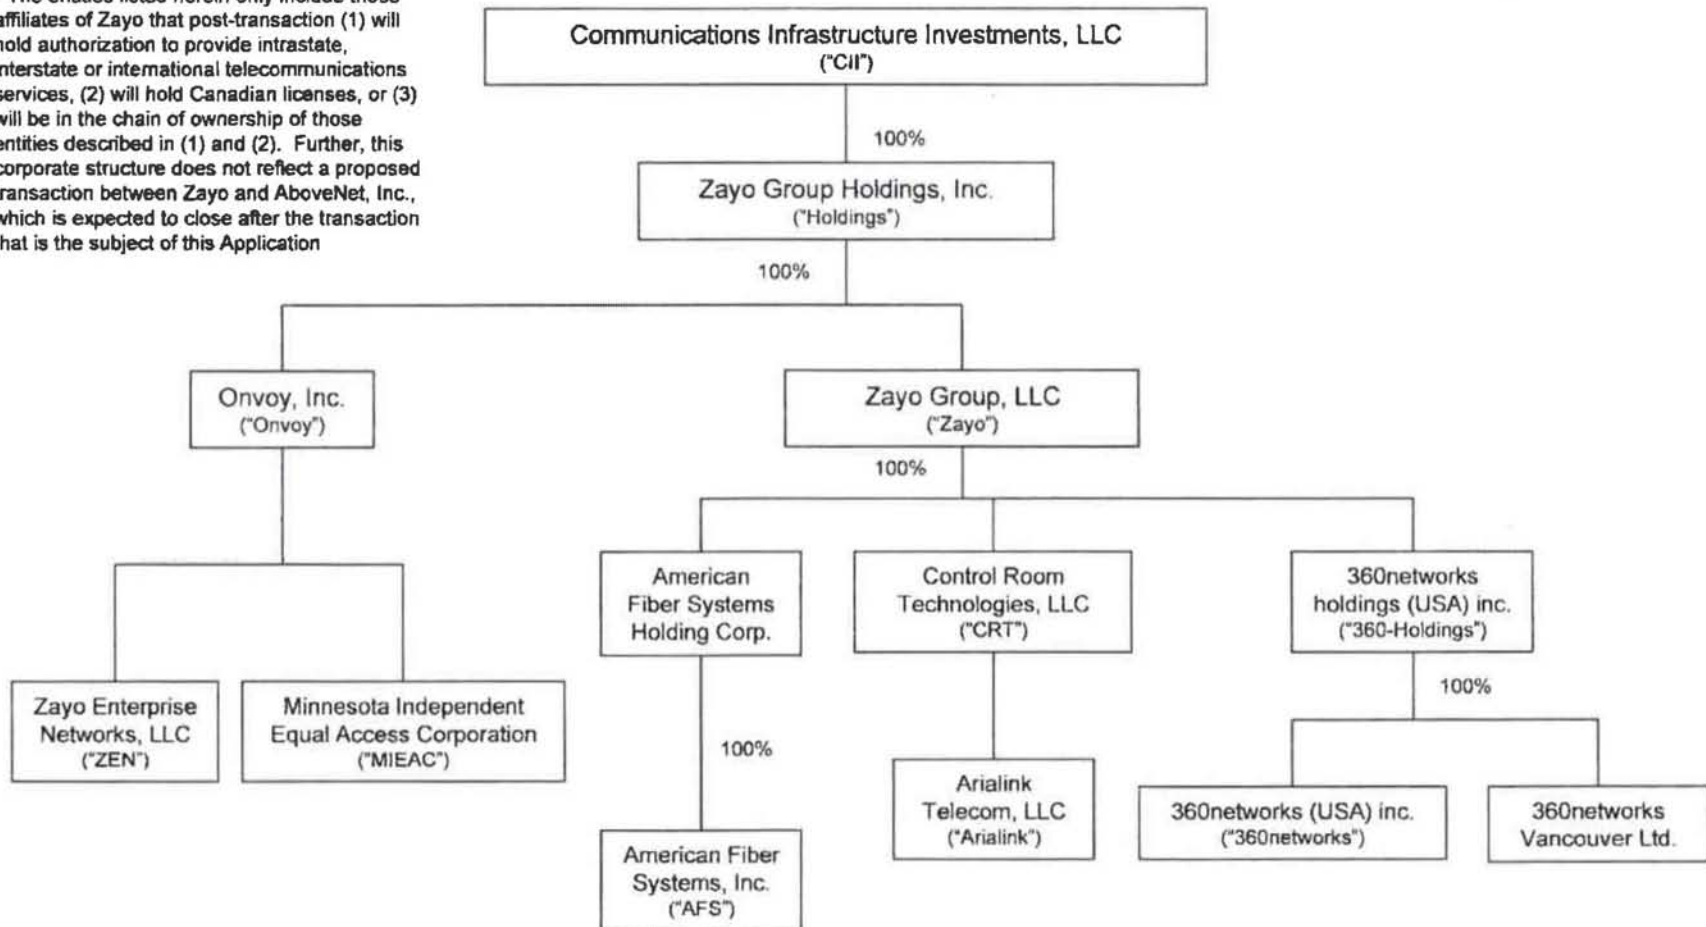 affiliates of Zayo that post-transaction (1) will
hold authorization to provide intrastate,
interstate or international telecommunications
services, (2) will hold Canadian licenses, or (3)
will be in the chain of ownership of those
entities described in (1) and (2). Further, this
corporate structure does not reflect a proposed
transaction between Zayo and AboveNet, Inc.,
which is expected to close after the transaction
that is the subject of this Application
Communications Infrastructure Investments, LLC
("CII")
100%
Zayo Group Holdings, Inc.
("Holdings")
100%
Onvoy, Inc.
("Onvoy")
Zayo Group, LLC
("Zayo")
100%
American
Fiber Systems
Holding Corp.
Control Room
Technologies, LLC
("CRT")
360networks
holdings (USA) inc.
("360-Holdings")
100%
Zayo Enterprise
Networks, LLC
("ZEN")
Minnesota Independent
Equal Access Corporation
("MIEAC")
100%
Arialink
Telecom, LLC
("Arialink")
360networks (USA) inc.
("360networks")
360networks
Vancouver Ltd.
American Fiber
Systems, Inc.
("AFS")